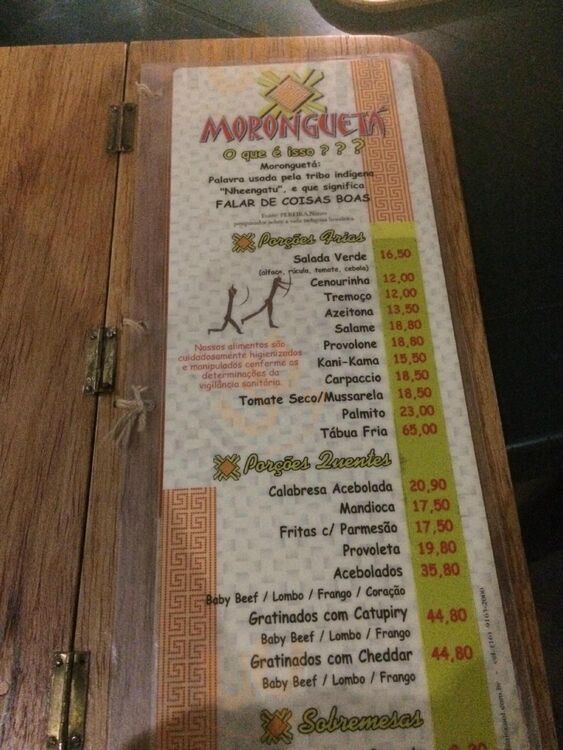 MORONGUETÁ
O que é isso ? ? ?
Moronguetá:
Palavra usada pela tribo indígena
"Nheengatu", e que significa
FALAR DE COISAS BOAS
Porções Frias
Salada Verde 16,50
(alface, rúcula, tomate, cebola)
Cenourinha 12,00
Tremoço 12,00
Azeitona 13,50
Salame 18,80
Provolone 18,80
Kani-Kama 15,50
Carpaccio 18,50
Tomate Seco/Mussarela 18,50
Palmito 23,00
Tábua Fria 65,00
Nossos alimentos são
cuidadosamente higienizados
e manipulados conforme as
determinações da
vigilância sanitária.
Porções Quentes
Calabresa Acebolada 20,90
Mandioca 17,50
Fritas c/ Parmesão 17,50
Provoleta 19,80
Acebolados 35,80
Baby Beef / Lombo / Frango / Coração
Gratinados com Catupiry 44,80
Baby Beef / Lombo / Frango
Gratinados com Cheddar 44,80
Baby Beef / Lombo / Frango
Sobremesas